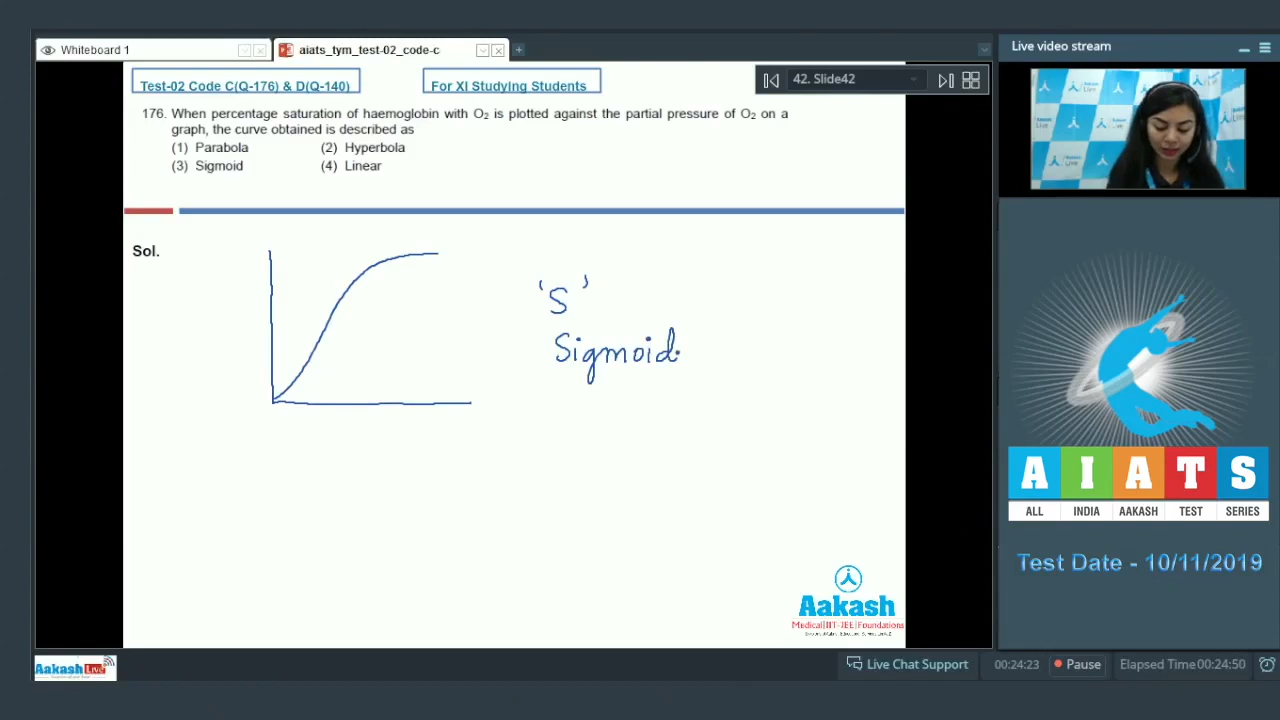 Whiteboard 1
aiats_tym_test-02_code-c
Live video stream
Test-02 Code C(Q-176) & D(Q-140)
For XI Studying Students
42. Slide42
176. When percentage saturation of haemoglobin with O₂ is plotted against the partial pressure of O₂ on a
graph, the curve obtained is described as
(1) Parabola (2) Hyperbola
(3) Sigmoid (4) Linear
Sol.
'S'
Sigmoid.
A I A T S
ALL INDIA AAKASH TEST SERIES
Test Date - 10/11/2019
Aakash
Medical|IIT-JEE|Foundations
Aakash Live
Live Chat Support
00:24:23
Pause
Elapsed Time 00:24:50